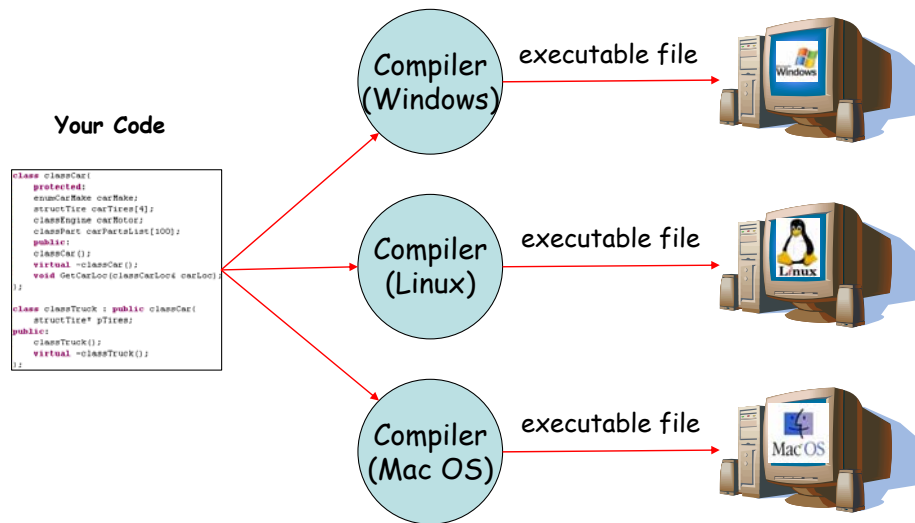 Your Code
class classCar(
protected:
enumCarMake carMake;
structTire carTires[4];
classEngine carMotor;
classPart carPartsList[100];
public:
classCar();
virtual ~classCar();
void GetCarLoc(classCarLoc& carLoc);
);
class classTruck : public classCar(
structTire* pTires;
public:
classTruck();
virtual ~classTruck();
);
Compiler
(Windows)
executable file
Windows
Compiler
(Linux)
executable file
Linux
Compiler
(Mac OS)
executable file
Mac OS